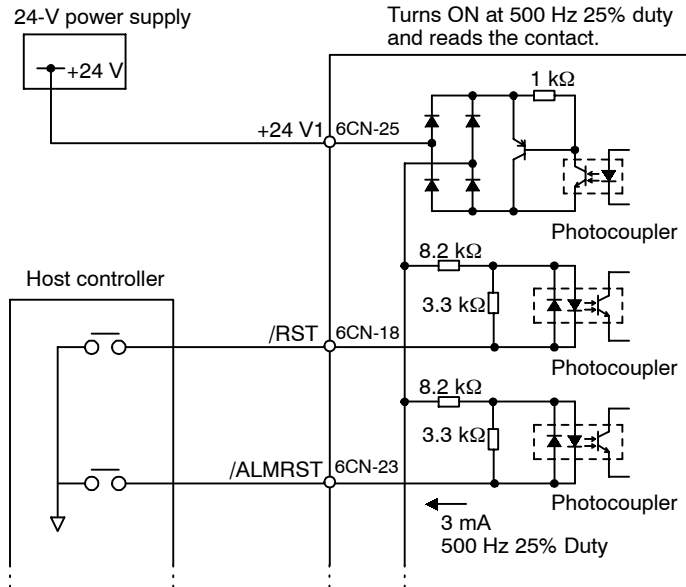 24-V power supply
Turns ON at 500 Hz 25% duty
and reads the contact.
+24 V
1 kΩ
+24 V1
6CN-25
Photocoupler
8.2 kΩ
Host controller
3.3 kΩ
/RST
6CN-18
Photocoupler
8.2 kΩ
3.3 kΩ
/ALMRST
6CN-23
Photocoupler
3 mA
500 Hz 25% Duty